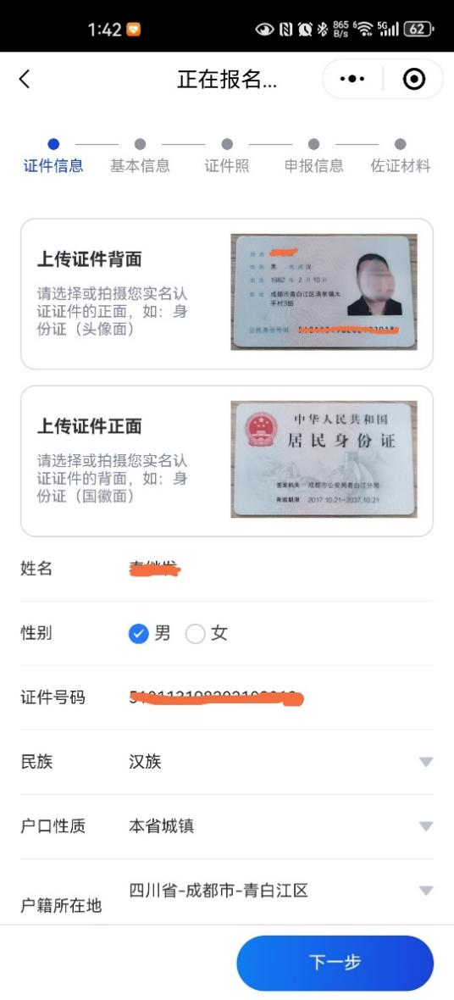 1:42
865 B/s
6
5G
62
正在报名...
证件信息
基本信息
证件照
申报信息
佐证材料
上传证件背面
请选择或拍摄您实名认
证证件的正面，如：身
份证（头像面）
姓名
性别 男 民族 汉
出生 1982 年 2 月 10 日
住址 成都市青白江区清泉镇太
平村3组
公民身份号码
上传证件正面
请选择或拍摄您实名认
证证件的背面，如：身
份证（国徽面）
中华人民共和国
居民身份证
签发机关 成都市公安局青白江分局
有效期限 2017.10.21-2037.10.21
姓名
性别 男 女
证件号码
民族 汉族
户口性质 本省城镇
户籍所在地 四川省-成都市-青白江区
下一步